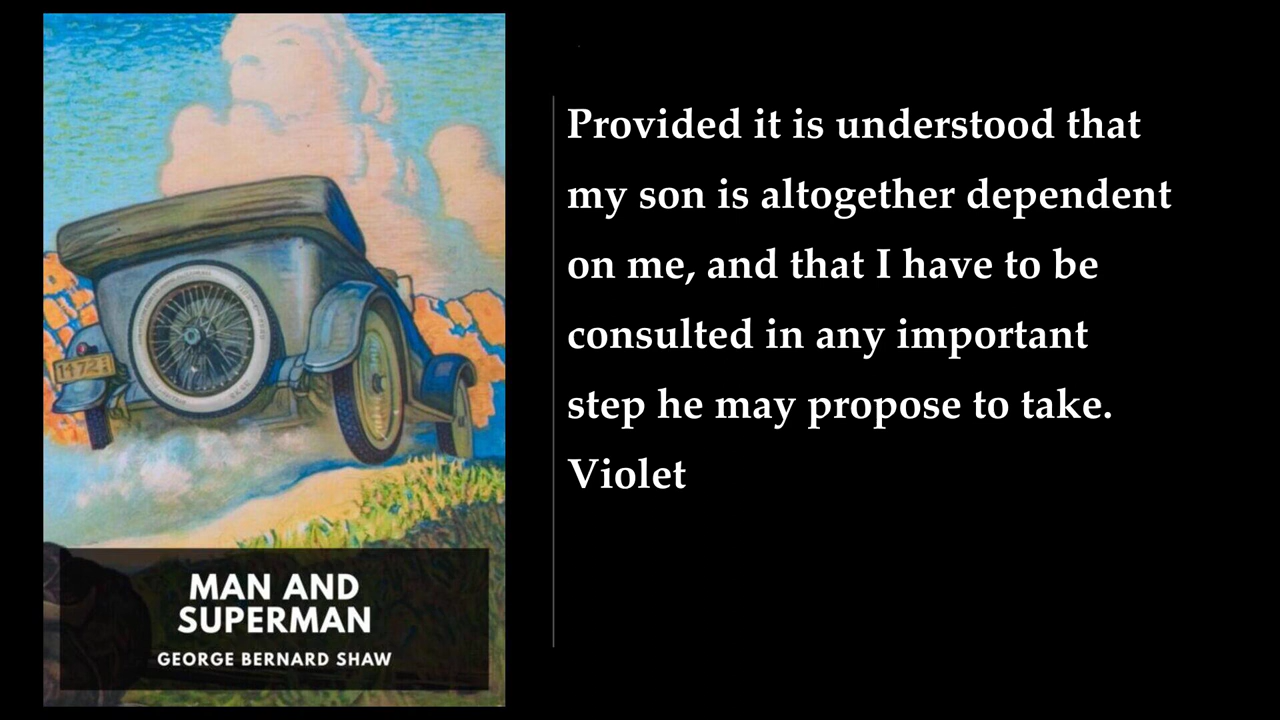 1472
MAN AND
SUPERMAN
GEORGE BERNARD SHAW
Provided it is understood that
my son is altogether dependent
on me, and that I have to be
consulted in any important
step he may propose to take.
Violet